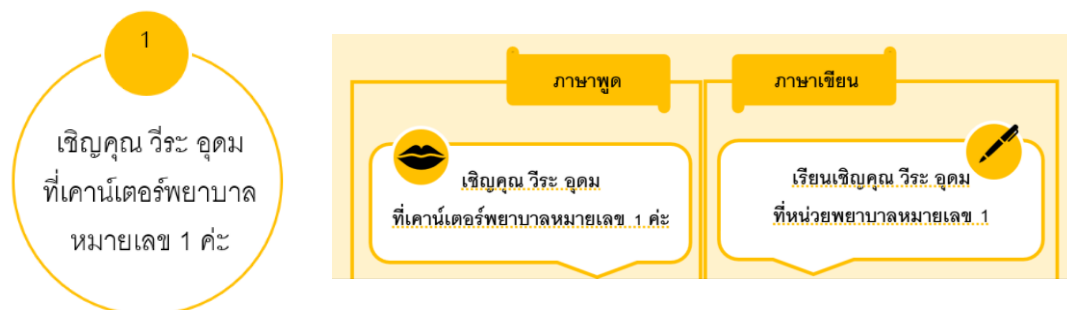 1
เชิญคุณ วีระ อุดม
ที่เคาน์เตอร์พยาบาล
หมายเลข 1 ค่ะ
ภาษาพูด
เชิญคุณ วีระ อุดม
ที่เคาน์เตอร์พยาบาลหมายเลข 1 ค่ะ
ภาษาเขียน
เรียนเชิญคุณ วีระ อุดม
ที่หน่วยพยาบาลหมายเลข 1